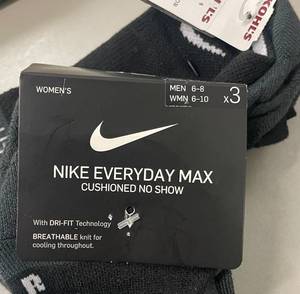 KOHL'S
WOMEN'S
MEN 6-8
WMN 6-10
x3
NIKE EVERYDAY MAX
CUSHIONED NO SHOW
With DRI-FIT Technology
BREATHABLE knit for
cooling throughout.